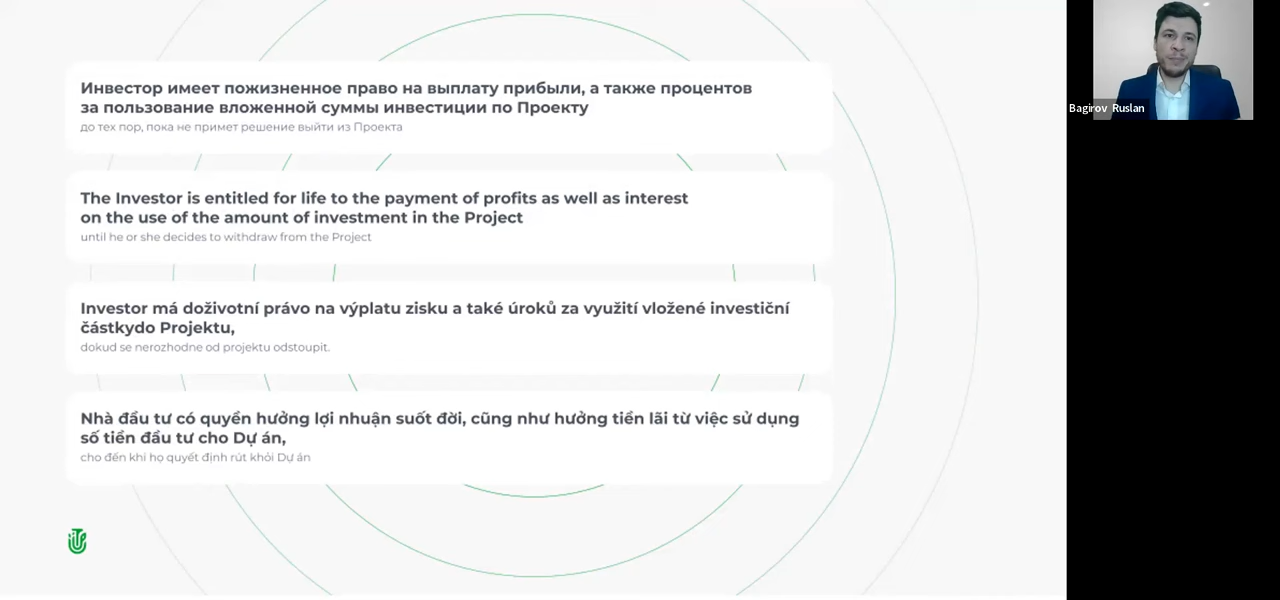 Инвестор имеет пожизненное право на выплату прибыли, а также процентов
за пользование вложенной суммы инвестиции по Проекту
до тех пор, пока не примет решение выйти из Проекта
The Investor is entitled for life to the payment of profits as well as interest
on the use of the amount of investment in the Project
until he or she decides to withdraw from the Project
Investor má doživotní právo na výplatu zisku a také úroků za využití vložené investiční
částkydo Projektu,
dokud se nerozhodne od projektu odstoupit.
Nhà đầu tư có quyền hưởng lợi nhuận suốt đời, cũng như hưởng tiền lãi từ việc sử dụng
số tiền đầu tư cho Dự án,
cho đến khi họ quyết định rút khỏi Dự án
Bagirov Ruslan